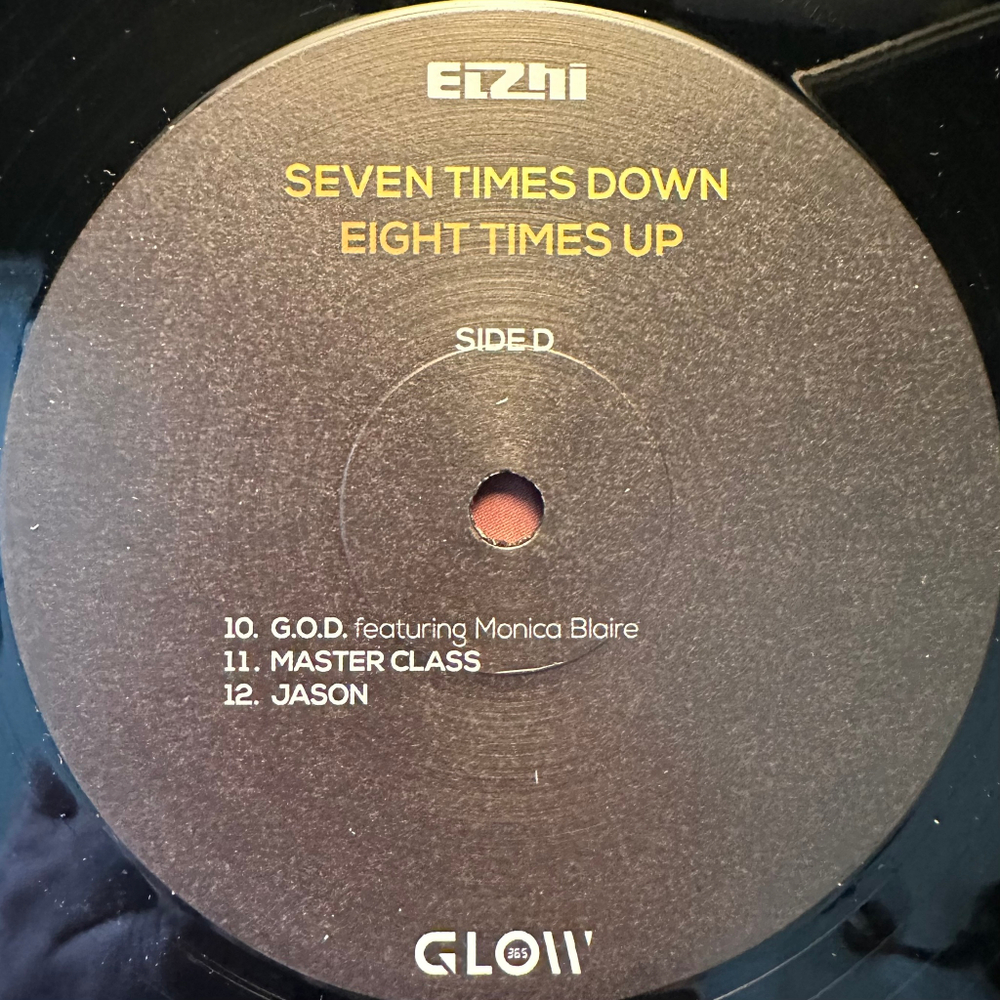 ElZhi
SEVEN TIMES DOWN
EIGHT TIMES UP
SIDE D
10. G.O.D. featuring Monica Blaire
11. MASTER CLASS
12. JASON
GLOW
365